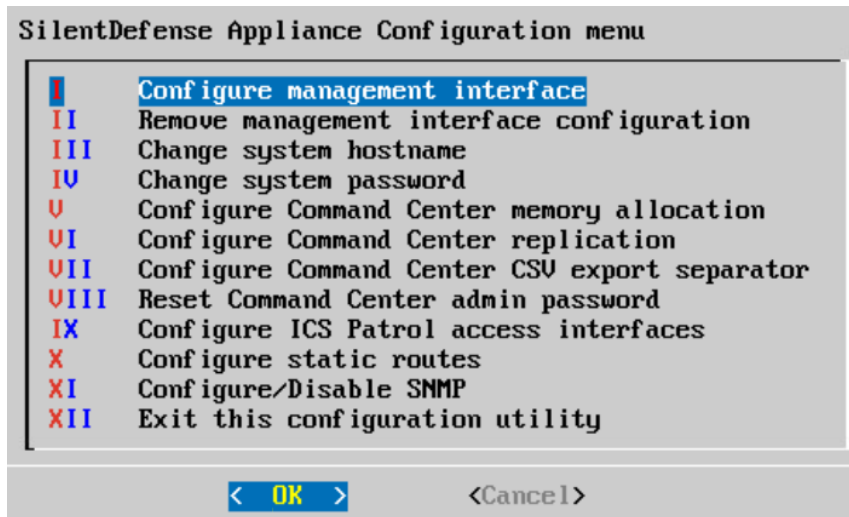 SilentDefense Appliance Configuration menu
I Configure management interface
II Remove management interface configuration
III Change system hostname
IV Change system password
V Configure Command Center memory allocation
VI Configure Command Center replication
VII Configure Command Center CSV export separator
VIII Reset Command Center admin password
IX Configure ICS Patrol access interfaces
X Configure static routes
XI Configure/Disable SNMP
XII Exit this configuration utility
< OK > <Cancel>